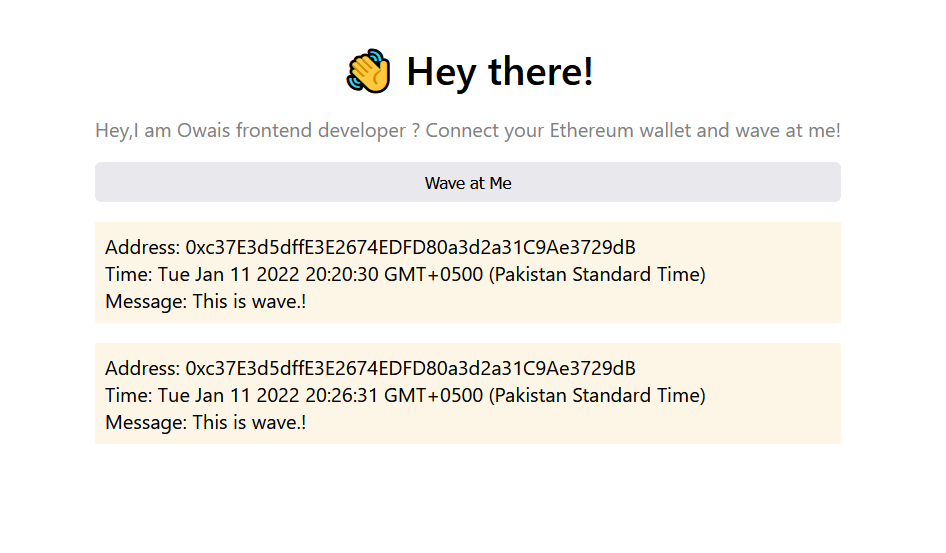 👋 Hey there!
Hey,I am Owais frontend developer ? Connect your Ethereum wallet and wave at me!
Wave at Me
Address: 0xc37E3d5dffE3E2674EDFD80a3d2a31C9Ae3729dB
Time: Tue Jan 11 2022 20:20:30 GMT+0500 (Pakistan Standard Time)
Message: This is wave.!
Address: 0xc37E3d5dffE3E2674EDFD80a3d2a31C9Ae3729dB
Time: Tue Jan 11 2022 20:26:31 GMT+0500 (Pakistan Standard Time)
Message: This is wave.!